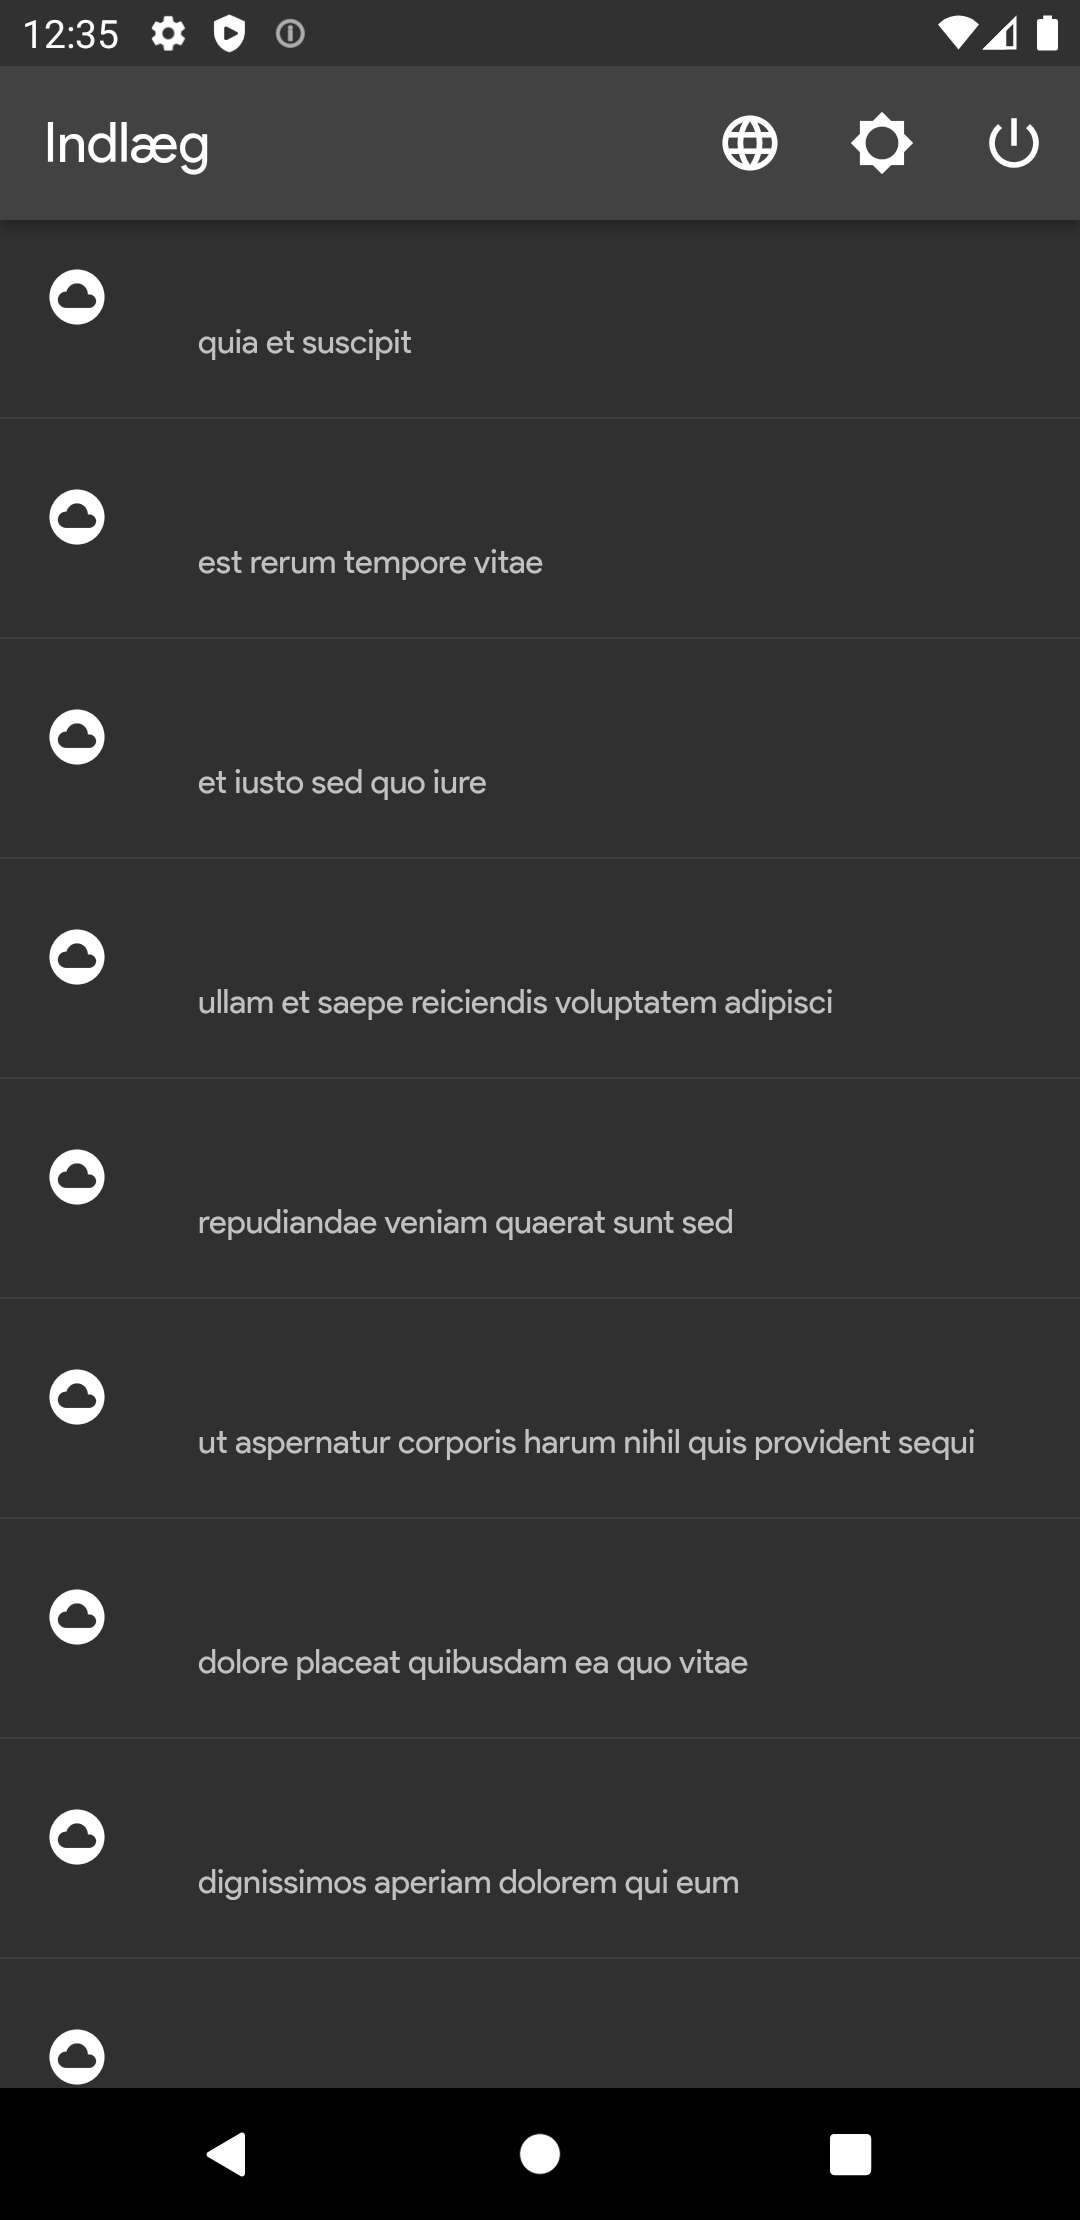 12:35
Indlæg
quia et suscipit
est rerum tempore vitae
et iusto sed quo iure
ullam et saepe reiciendis voluptatem adipisci
repudiandae veniam quaerat sunt sed
ut aspernatur corporis harum nihil quis provident sequi
dolore placeat quibusdam ea quo vitae
dignissimos aperiam dolorem qui eum